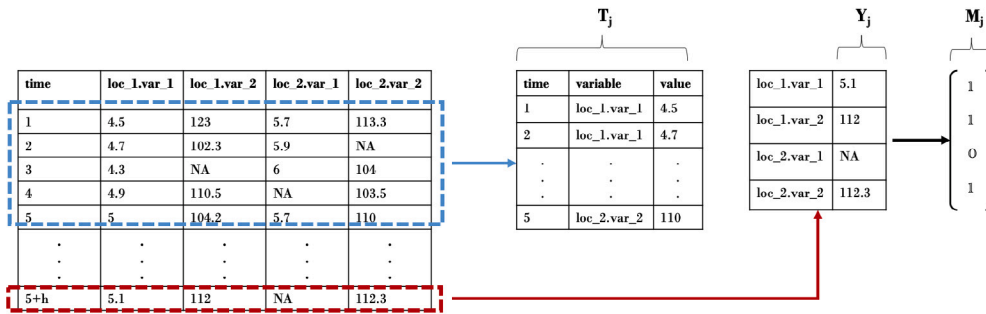 T_j
Y_j
M_j
time loc_1.var_1 loc_1.var_2 loc_2.var_1 loc_2.var_2
1 4.5 123 5.7 113.3
2 4.7 102.3 5.9 NA
3 4.3 NA 6 104
4 4.9 110.5 NA 103.5
5 5 104.2 5.7 110
. . . . .
. . . . .
. . . . .
5+h 5.1 112 NA 112.3
time variable value
1 loc_1.var_1 4.5
2 loc_1.var_1 4.7
. . .
. . .
. . .
5 loc_2.var_2 110
loc_1.var_1 5.1
loc_1.var_2 112
loc_2.var_1 NA
loc_2.var_2 112.3
1
1
0
1